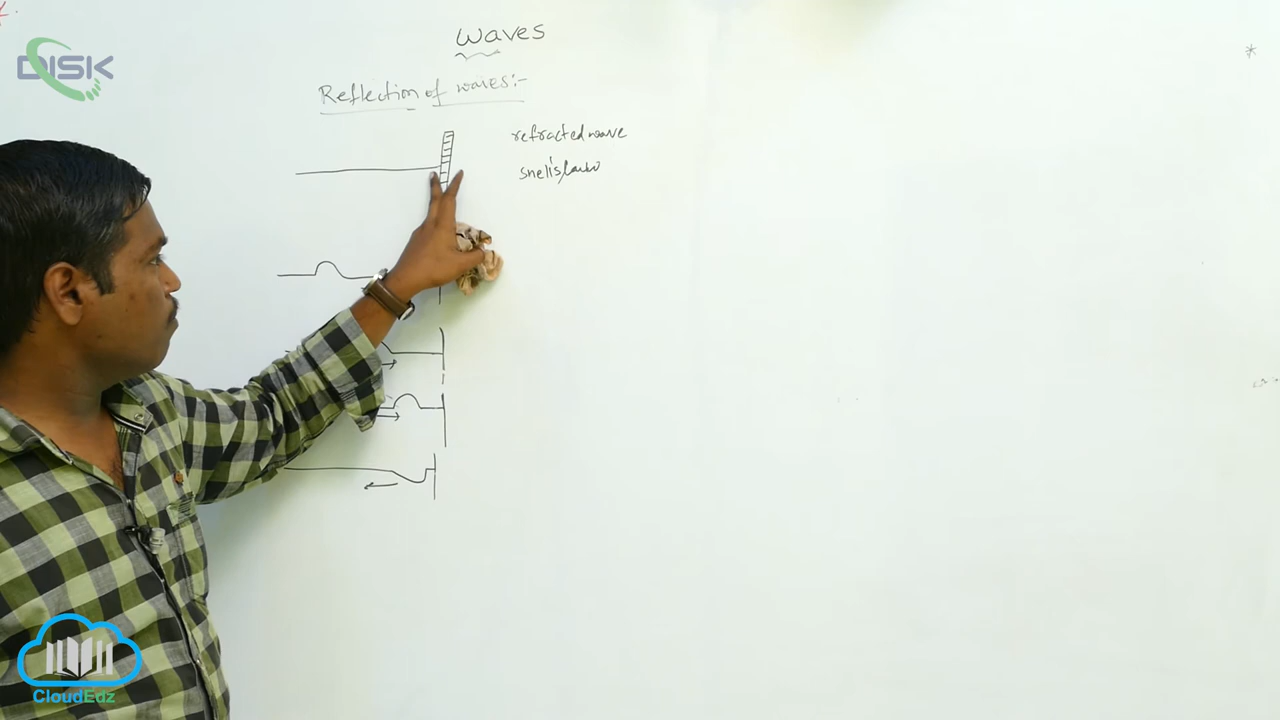 DISK
waves
Reflection of waves:-
refracted wave
snell's law
CloudEdz